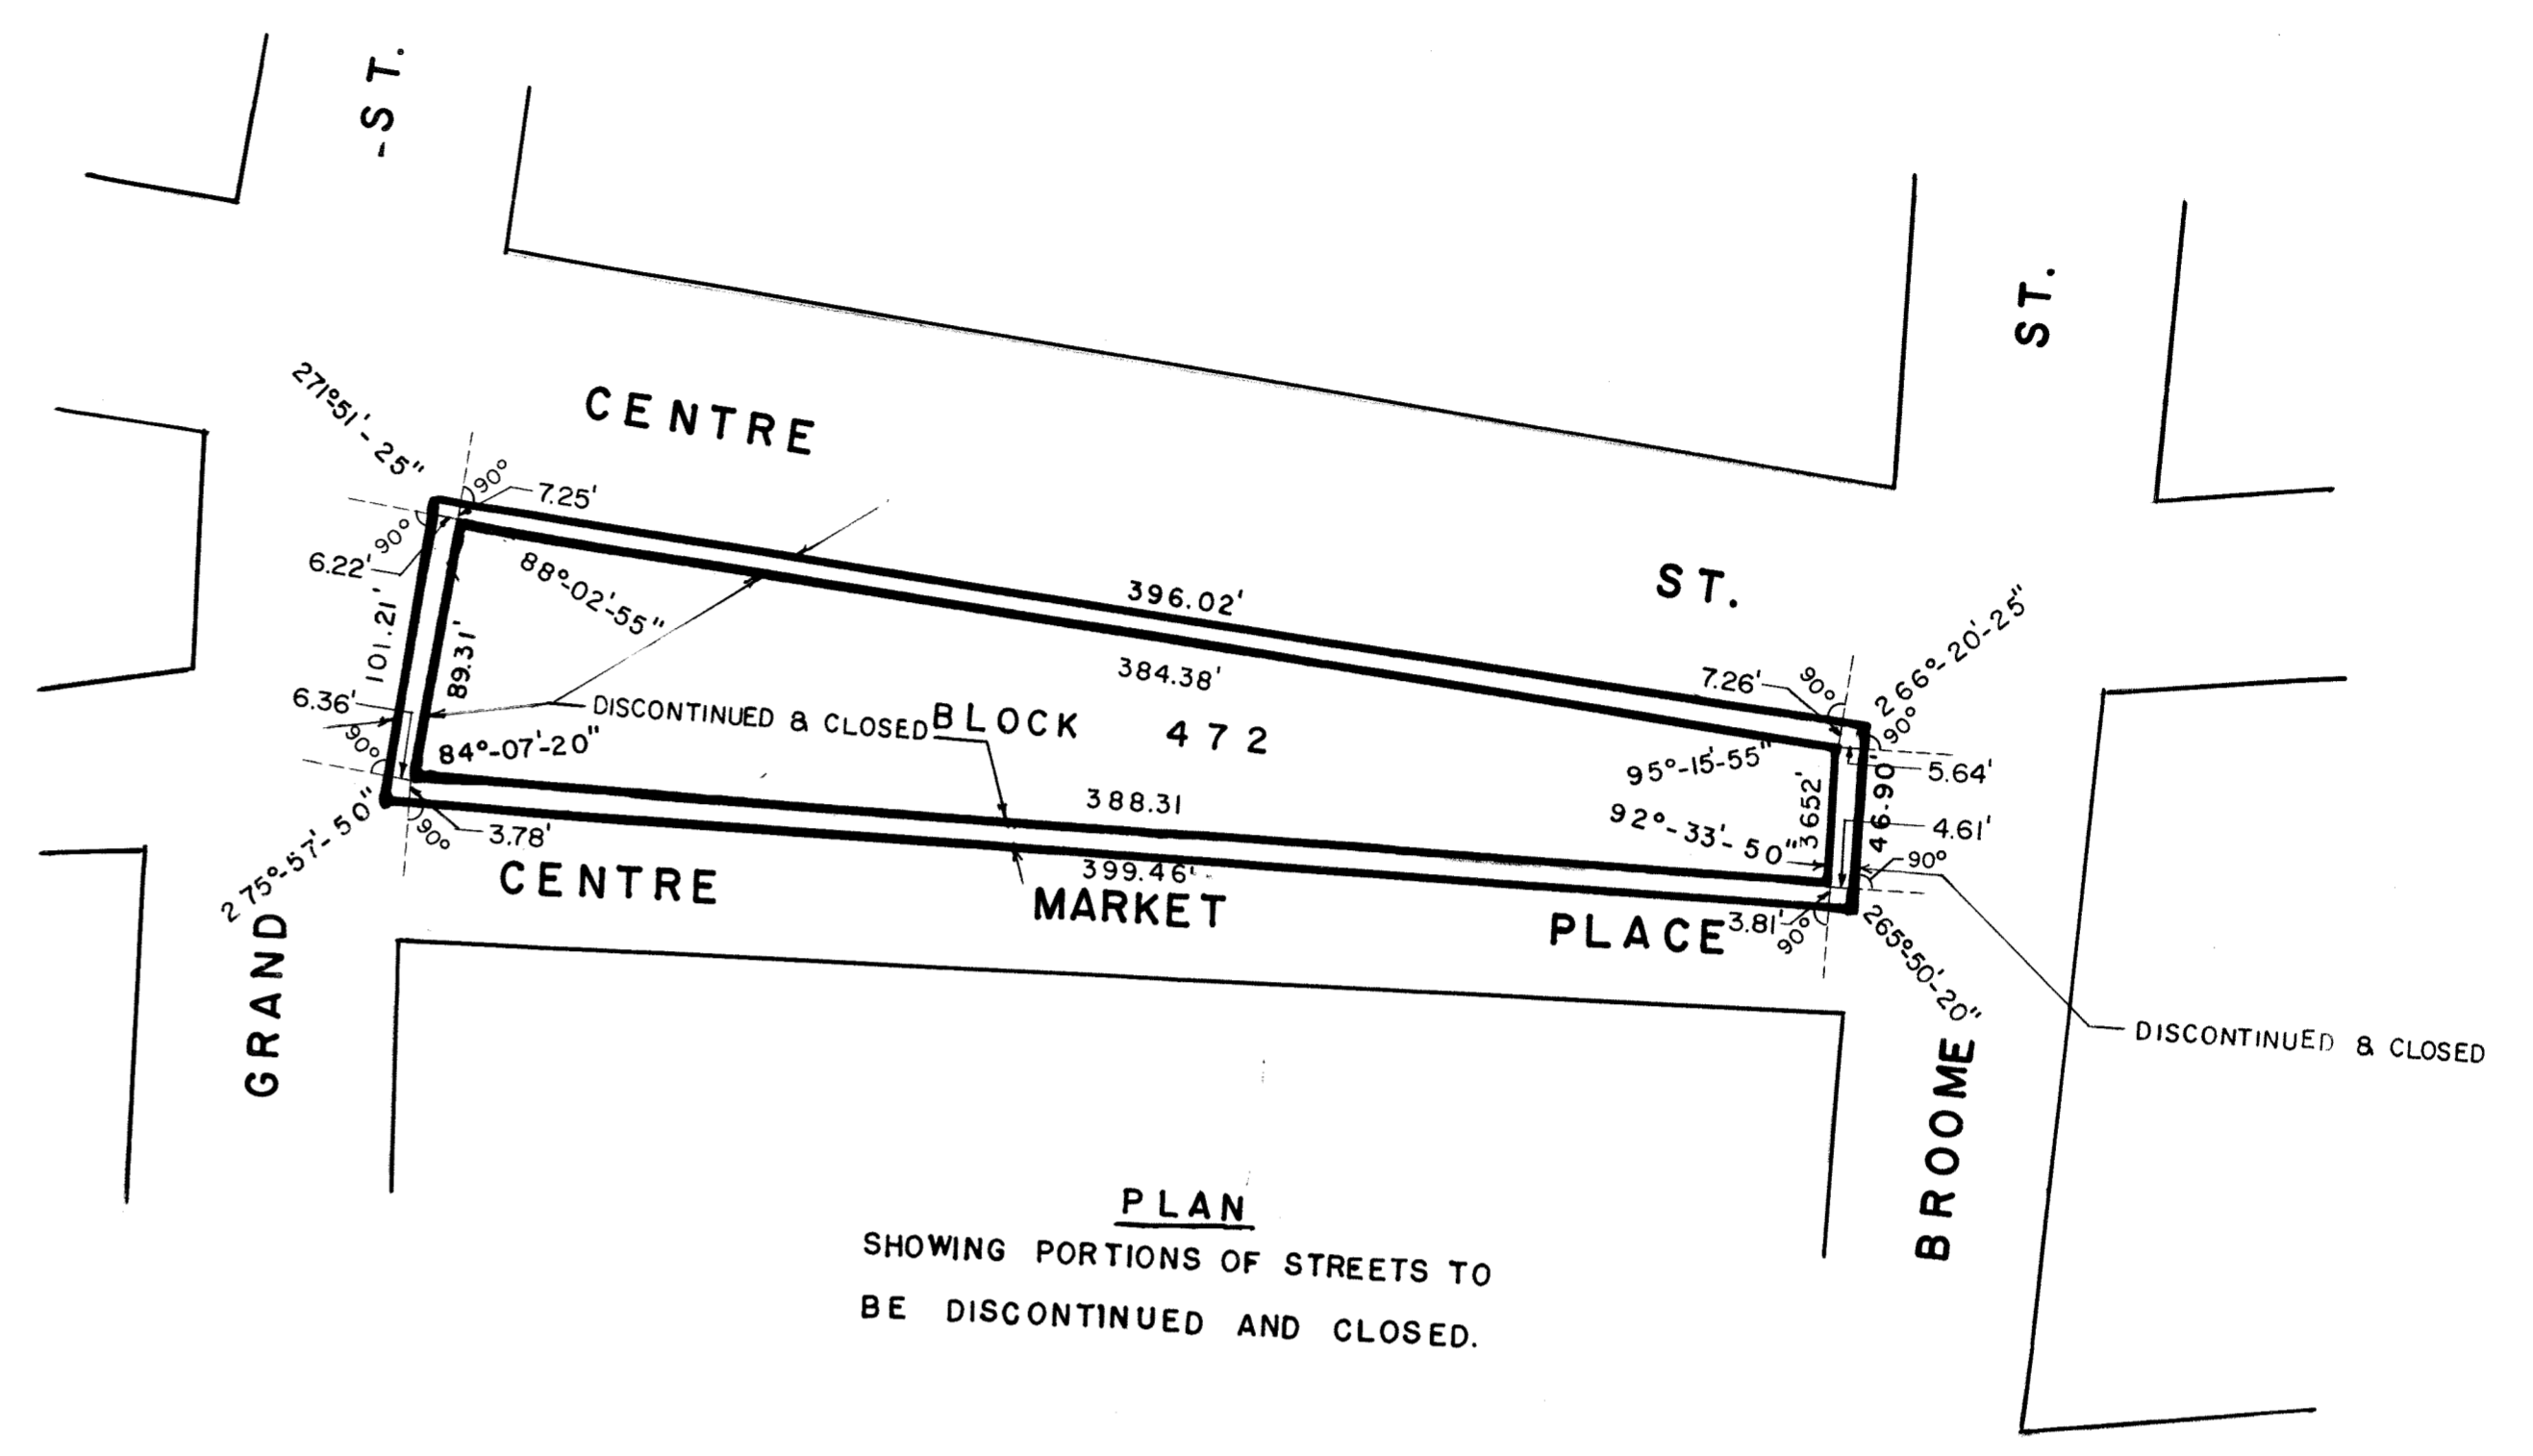 -ST.
ST.
CENTRE
271°51'-25"
90°
7.25'
90°
6.22'
88°-02'-55"
396.02'
ST.
384.38'
7.26'
90°
266°-20'-25"
90°
101.21'
89.31'
6.36'
90°
DISCONTINUED & CLOSED
BLOCK 472
84°-07'-20"
95°-15'-55"
5.64'
388.31
3652'
46.90'
92°-33'-50"
4.61'
90°
275°-57'-50"
90°
3.78'
399.46'
CENTRE MARKET PLACE
3.81'
90°
265°-50'-20"
GRAND
BROOME
DISCONTINUED & CLOSED
PLAN
SHOWING PORTIONS OF STREETS TO
BE DISCONTINUED AND CLOSED.